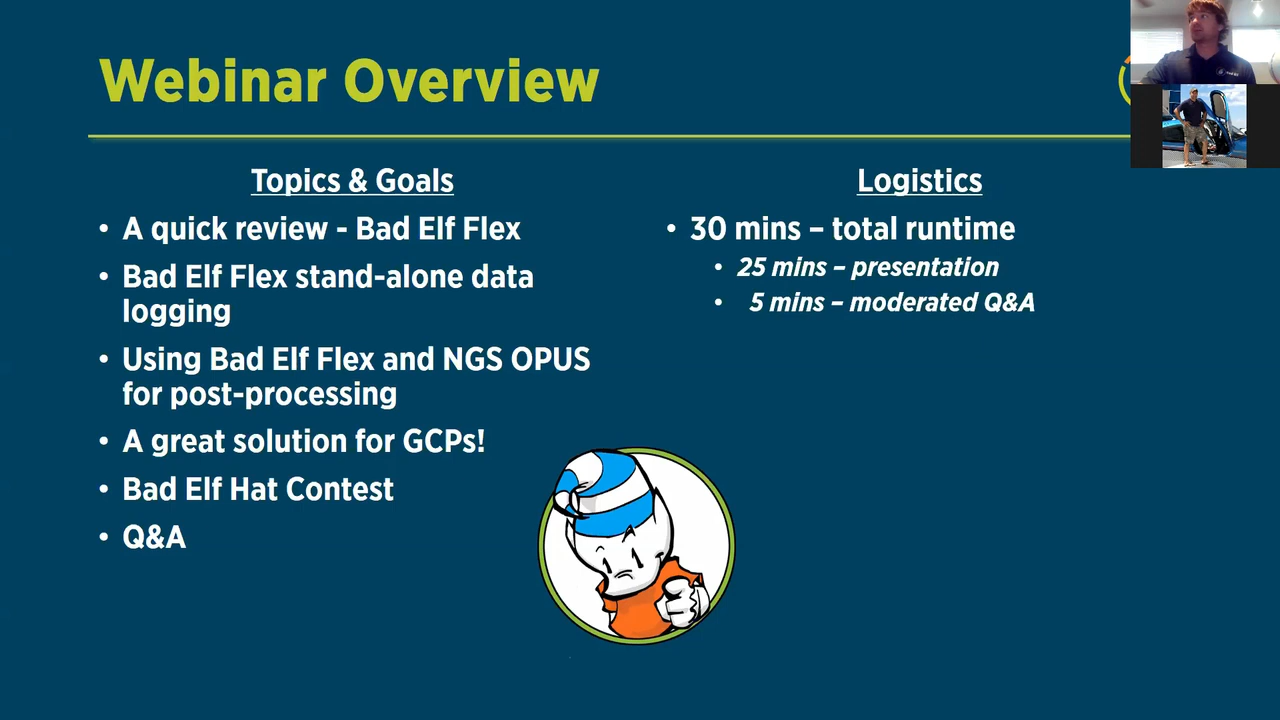 Webinar Overview
Topics & Goals
• A quick review - Bad Elf Flex
• Bad Elf Flex stand-alone data
logging
• Using Bad Elf Flex and NGS OPUS
for post-processing
• A great solution for GCPs!
• Bad Elf Hat Contest
• Q&A
Logistics
• 30 mins – total runtime
• 25 mins – presentation
• 5 mins – moderated Q&A